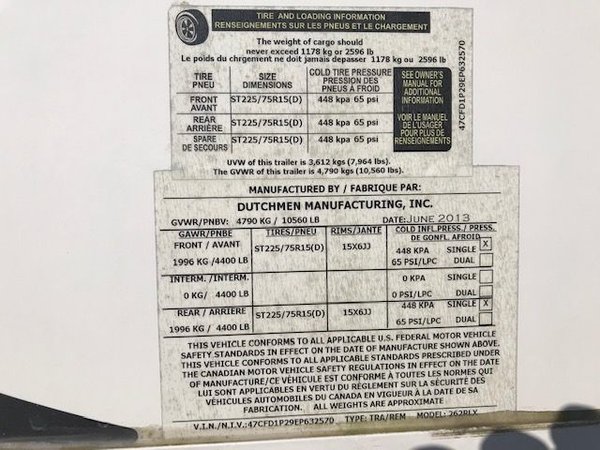 TIRE AND LOADING INFORMATION
RENSEIGNEMENTS SUR LES PNEUS ET LE CHARGEMENT
The weight of cargo should
never exceed 1178 kg or 2596 lb
Le poids du chrgement ne doit jamais depasser 1178 kg ou 2596 lb
TIRE PNEU SIZE DIMENSIONS COLD TIRE PRESSURE PRESSION DES PNEUS À FROID
FRONT AVANT ST225/75R15(D) 448 kpa 65 psi
REAR ARRIÈRE ST225/75R15(D) 448 kpa 65 psi
SPARE DE SECOURS ST225/75R15(D) 448 kpa 65 psi
SEE OWNER'S
MANUAL FOR
ADDITIONAL
INFORMATION
VOIR LE MANUEL
DE L'USAGER
POUR PLUS DE
RENSEIGNEMENTS
47CFD1P29EP632570
UVW of this trailer is 3,612 kgs (7,964 lbs).
The GVWR of this trailer is 4,790 kgs (10,560 lbs).
MANUFACTURED BY / FABRIQUE PAR:
DUTCHMEN MANUFACTURING, INC.
GVWR/PNBV: 4790 KG / 10560 LB DATE:JUNE 2013
GAWR/PNBE TIRES/PNEU RIMS/JANTE COLD INFL.PRESS./ PRESS.
DE GONFL. AFROID
FRONT / AVANT ST225/75R15(D) 15X6JJ 448 KPA SINGLE X
1996 KG /4400 LB 65 PSI/LPC DUAL
INTERM. /INTERM. 0 KPA SINGLE
0 KG/ 4400 LB 0 PSI/LPC DUAL
REAR / ARRIERE ST225/75R15(D) 15X6JJ 448 KPA SINGLE X
1996 KG / 4400 LB 65 PSI/LPC DUAL
THIS VEHICLE CONFORMS TO ALL APPLICABLE U.S. FEDERAL MOTOR VEHICLE
SAFETY STANDARDS IN EFFECT ON THE DATE OF MANUFACTURE SHOWN ABOVE.
THIS VEHICLE CONFORMS TO ALL APPLICABLE STANDARDS PRESCRIBED UNDER
THE CANADIAN MOTOR VEHICLE SAFETY REGULATIONS IN EFFECT ON THE DATE
OF MANUFACTURE/CE VÉHICULE EST CONFORME A TOUTES LES NORMES QUI
LUI SONT APPLICABLES EN VERTU DU RÈGLEMENT SUR LA SÉCURITÉ DES
VÉHICULES AUTOMOBILES DU CANADA EN VIGUEUR À LA DATE DE SA
FABRICATION. ALL WEIGHTS ARE APPROXIMATE
V.I.N./N.I.V.:47CFD1P29EP632570 TYPE: TRA/REM MODEL: 262RLX